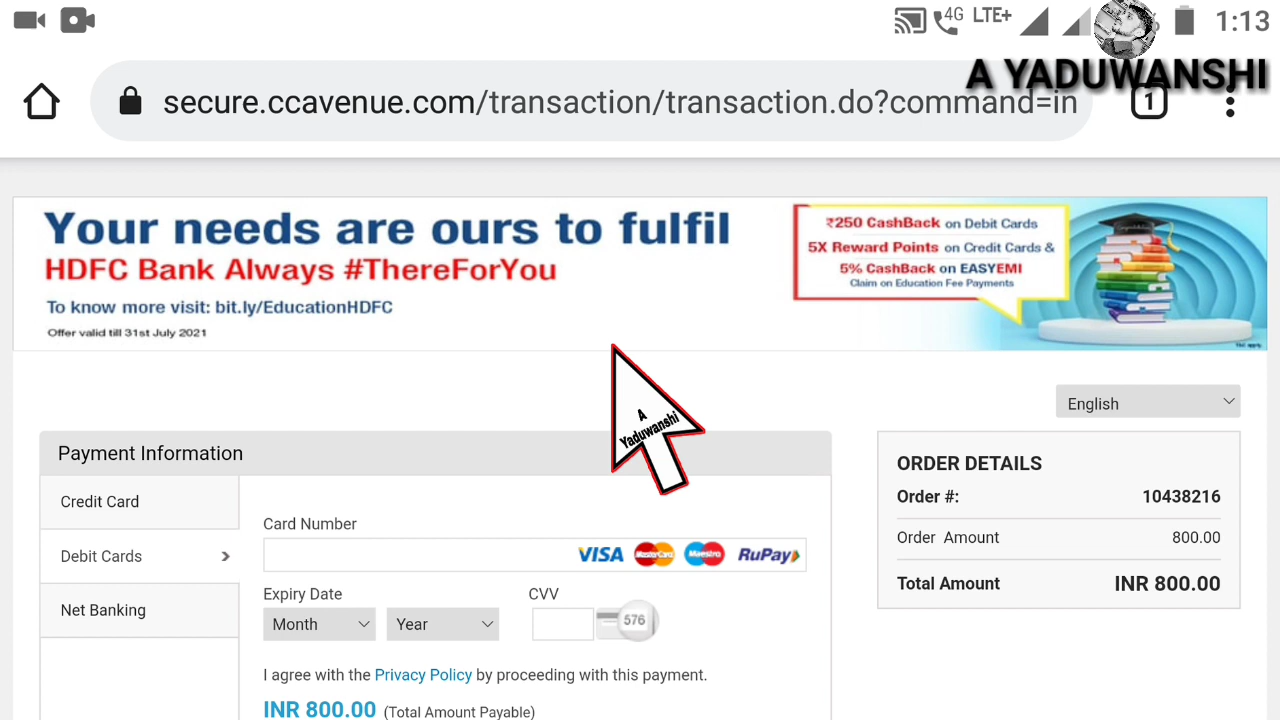 4G LTE+ 1:13
A YADUWANSHI
secure.ccavenue.com/transaction/transaction.do?command=in
1
Your needs are ours to fulfil
HDFC Bank Always #ThereForYou
To know more visit: bit.ly/EducationHDFC
Offer valid till 31st July 2021
₹250 CashBack on Debit Cards
5X Reward Points on Credit Cards &
5% CashBack on EASYEMI
Claim on Education Fee Payments
English
A
Yaduwanshi
Payment Information
Credit Card
Debit Cards
Net Banking
Card Number
VISA MasterCard Maestro RuPay
Expiry Date CVV
Month Year 576
I agree with the Privacy Policy by proceeding with this payment.
INR 800.00 (Total Amount Payable)
ORDER DETAILS
Order #: 10438216
Order Amount 800.00
Total Amount INR 800.00